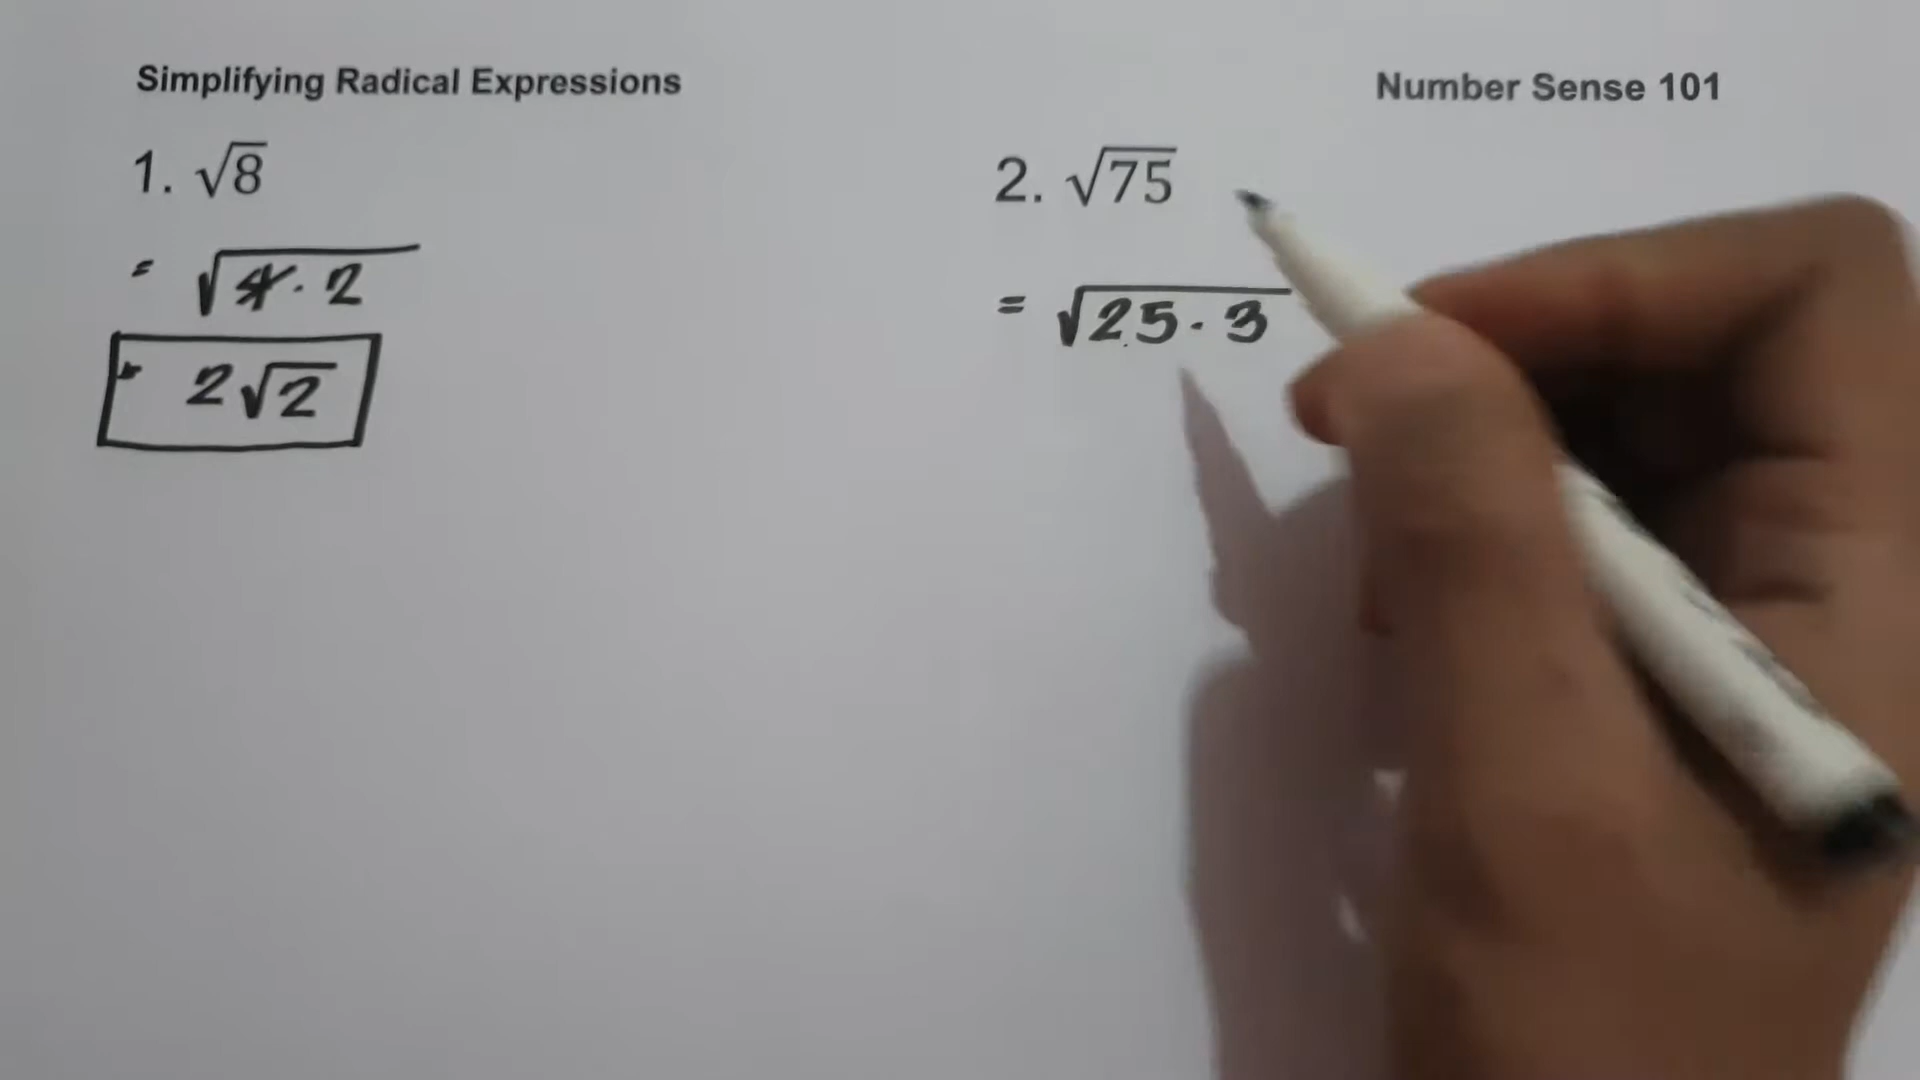 Simplifying Radical Expressions
Number Sense 101
1. √8
= √4 · 2
= 2√2
2. √75
= √25 · 3